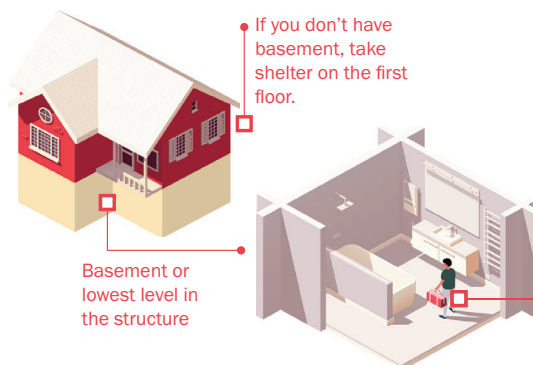 If you don’t have
basement, take
shelter on the first
floor.
Basement or
lowest level in
the structure